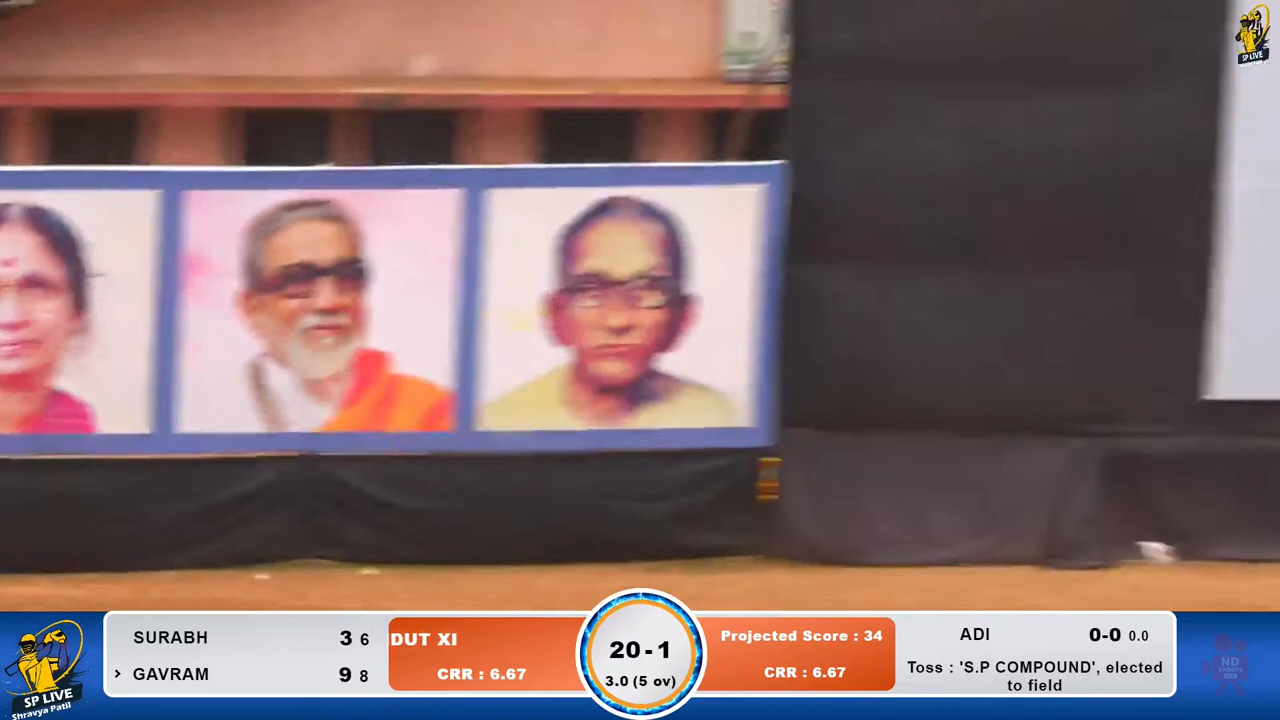 SP LIVE
SURABH 3 6
› GAVRAM 9 8
DUT XI
CRR : 6.67
20-1
3.0 (5 ov)
Projected Score : 34
CRR : 6.67
ADI 0-0 0.0
Toss : 'S.P COMPOUND', elected
to field
SP LIVE
Shravya Patil
ND
SPORTS